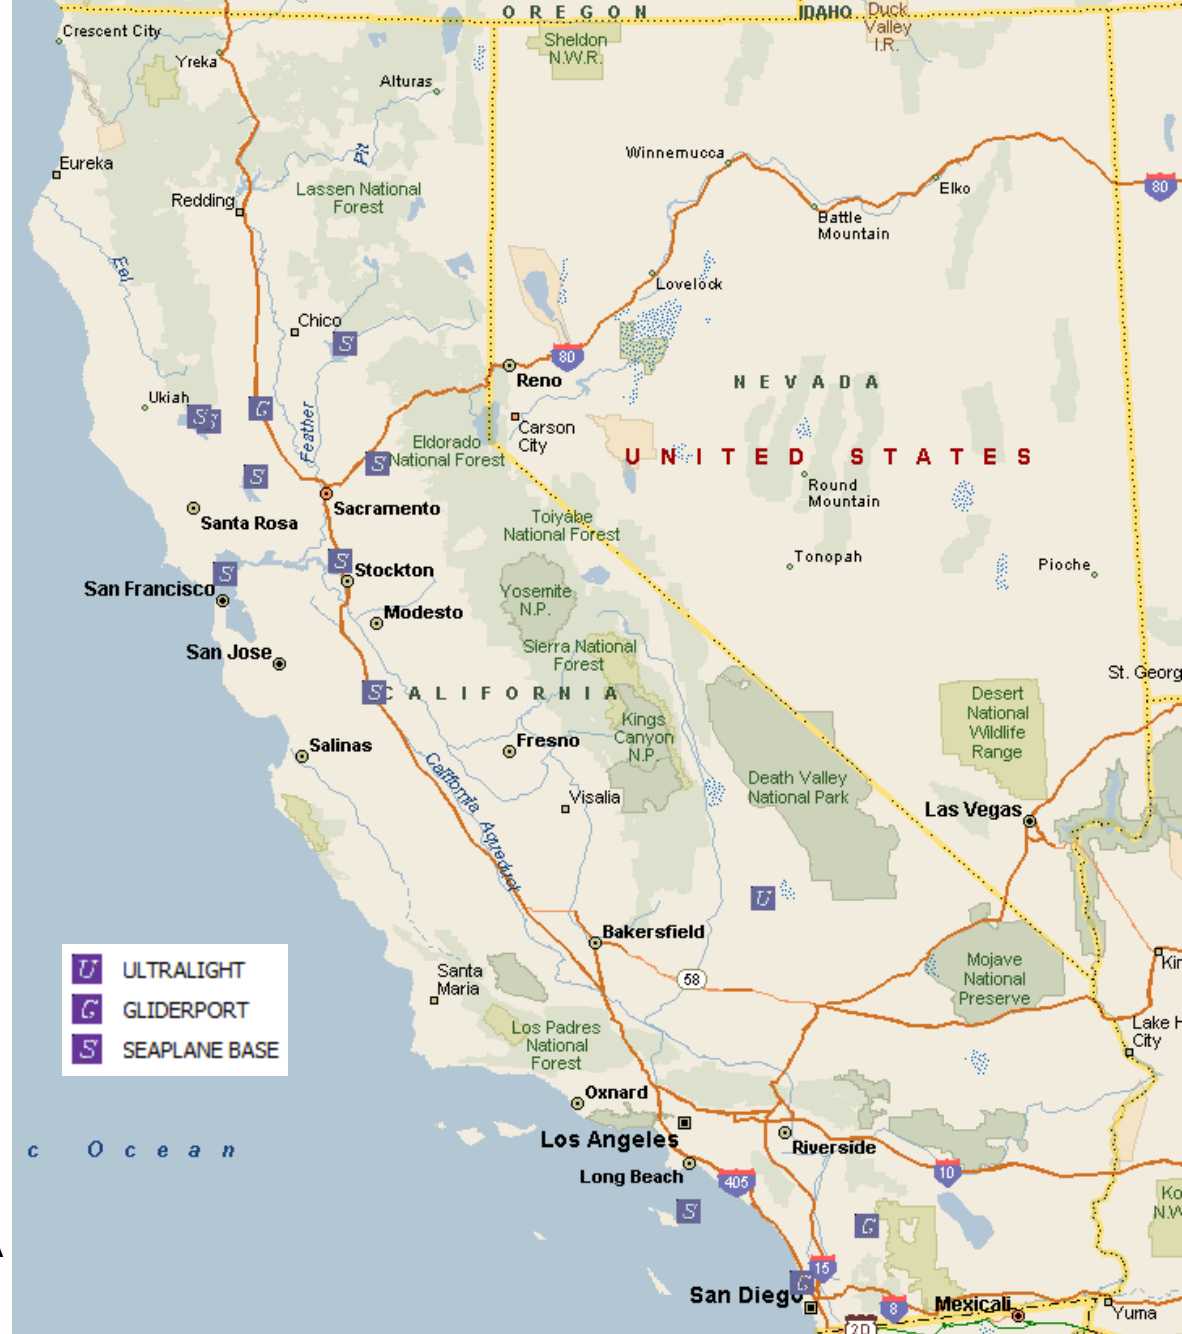 OREGON
IDAHO
Duck
Valley
I.R.
Crescent City
Sheldon
N.W.R.
Yreka
Alturas
Pit
Winnemucca
Eureka
Elko
80
Redding
Lassen National
Forest
Battle
Mountain
Eel
Lovelock
Chico
S
80
Reno
NEVADA
Ukiah
S
G
Feather
Carson
City
Eldorado
National Forest
UNITED STATES
S
S
Round
Mountain
Sacramento
Santa Rosa
Toiyabe
National Forest
Tonopah
Pioche
S
Stockton
S
San Francisco
Yosemite
N.P.
Modesto
Sierra National
Forest
San Jose
St. Georg
S
CALIFORNIA
Desert
National
Wildlife
Range
Kings
Canyon
N.P.
Fresno
Salinas
California Aqueduct
Death Valley
National Park
Visalia
Las Vegas
U
Bakersfield
U ULTRALIGHT
G GLIDERPORT
S SEAPLANE BASE
Santa
Maria
58
Mojave
National
Preserve
Kin
Los Padres
National
Forest
Lake H
City
Oxnard
Los Angeles
c Ocean
Riverside
Long Beach
405
10
S
G
Ko
N.W
15
G
San Diego
8
Mexicali
Yuma
2D